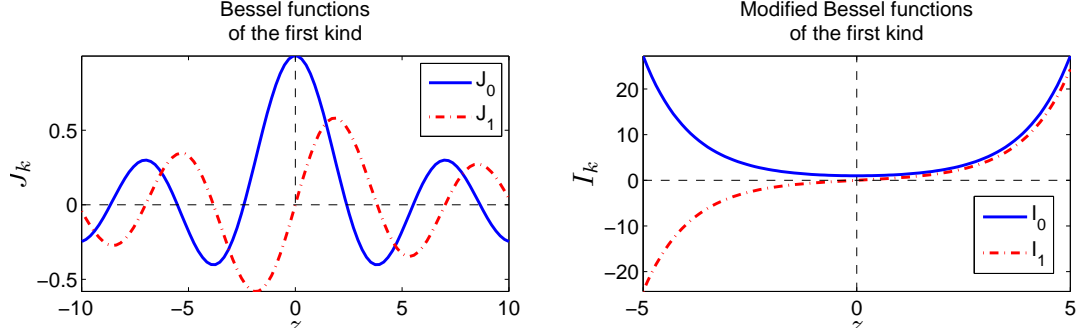 Bessel functions
of the first kind
J_k
0.5
0
−0.5
−10
−5
0
5
10
z
J_0
J_1
Modified Bessel functions
of the first kind
I_k
20
10
0
−10
−20
−5
0
5
z
I_0
I_1